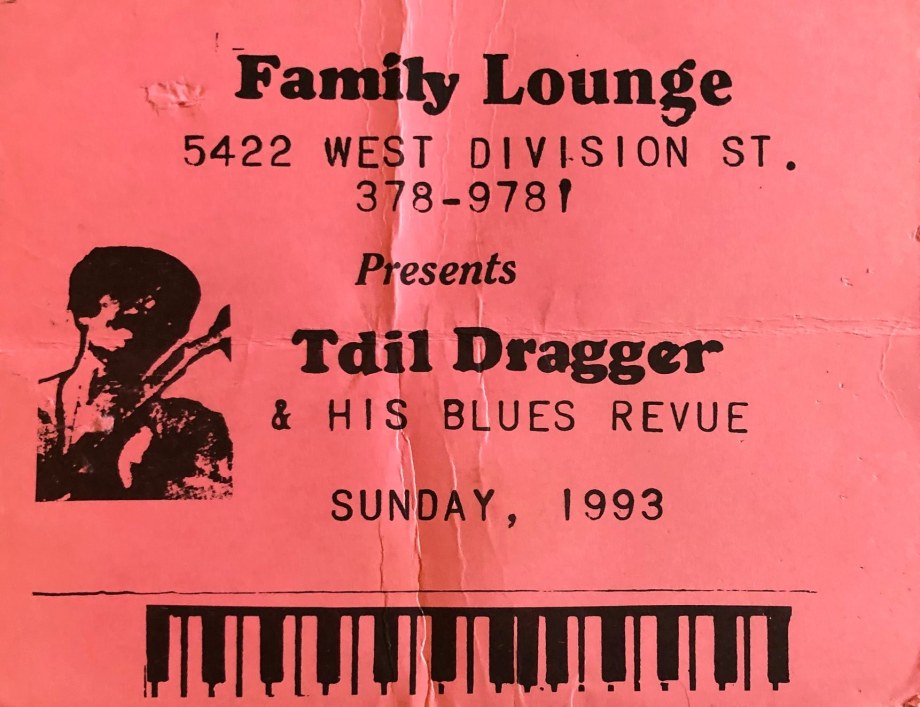 Family Lounge
5422 WEST DIVISION ST.
378-9781
Presents
Tdil Dragger
& HIS BLUES REVUE
SUNDAY, 1993